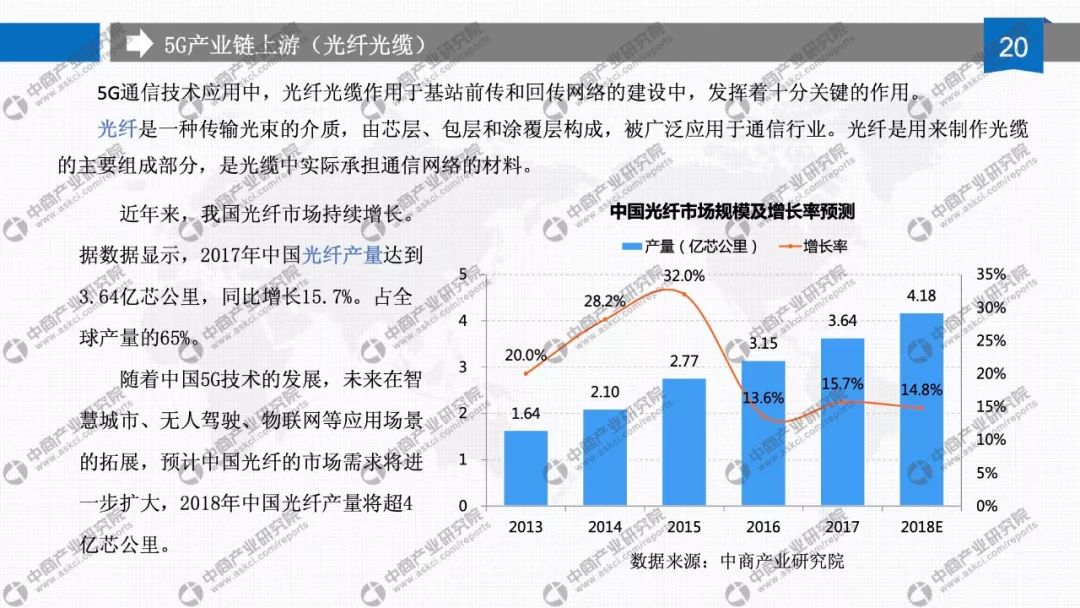 5G产业链上游（光纤光缆）
20
5G通信技术应用中，光纤光缆作用于基站前传和回传网络的建设中，发挥着十分关键的作用。
光纤是一种传输光束的介质，由芯层、包层和涂覆层构成，被广泛应用于通信行业。光纤是用来制作光缆
的主要组成部分，是光缆中实际承担通信网络的材料。
近年来，我国光纤市场持续增长。
据数据显示，2017年中国光纤产量达到
3.64亿芯公里，同比增长15.7%。占全
球产量的65%。
随着中国5G技术的发展，未来在智
慧城市、无人驾驶、物联网等应用场景
的拓展，预计中国光纤的市场需求将进
一步扩大，2018年中国光纤产量将超4
亿芯公里。
中国光纤市场规模及增长率预测
产量（亿芯公里） 增长率
5 35%
4 30%
3 25%
2 20%
1 15%
0 10%
5%
0%
1.64 2.10 2.77 3.15 3.64 4.18
20.0% 28.2% 32.0% 13.6% 15.7% 14.8%
2013 2014 2015 2016 2017 2018E
数据来源：中商产业研究院
中商产业研究院
www.askci.com/reports